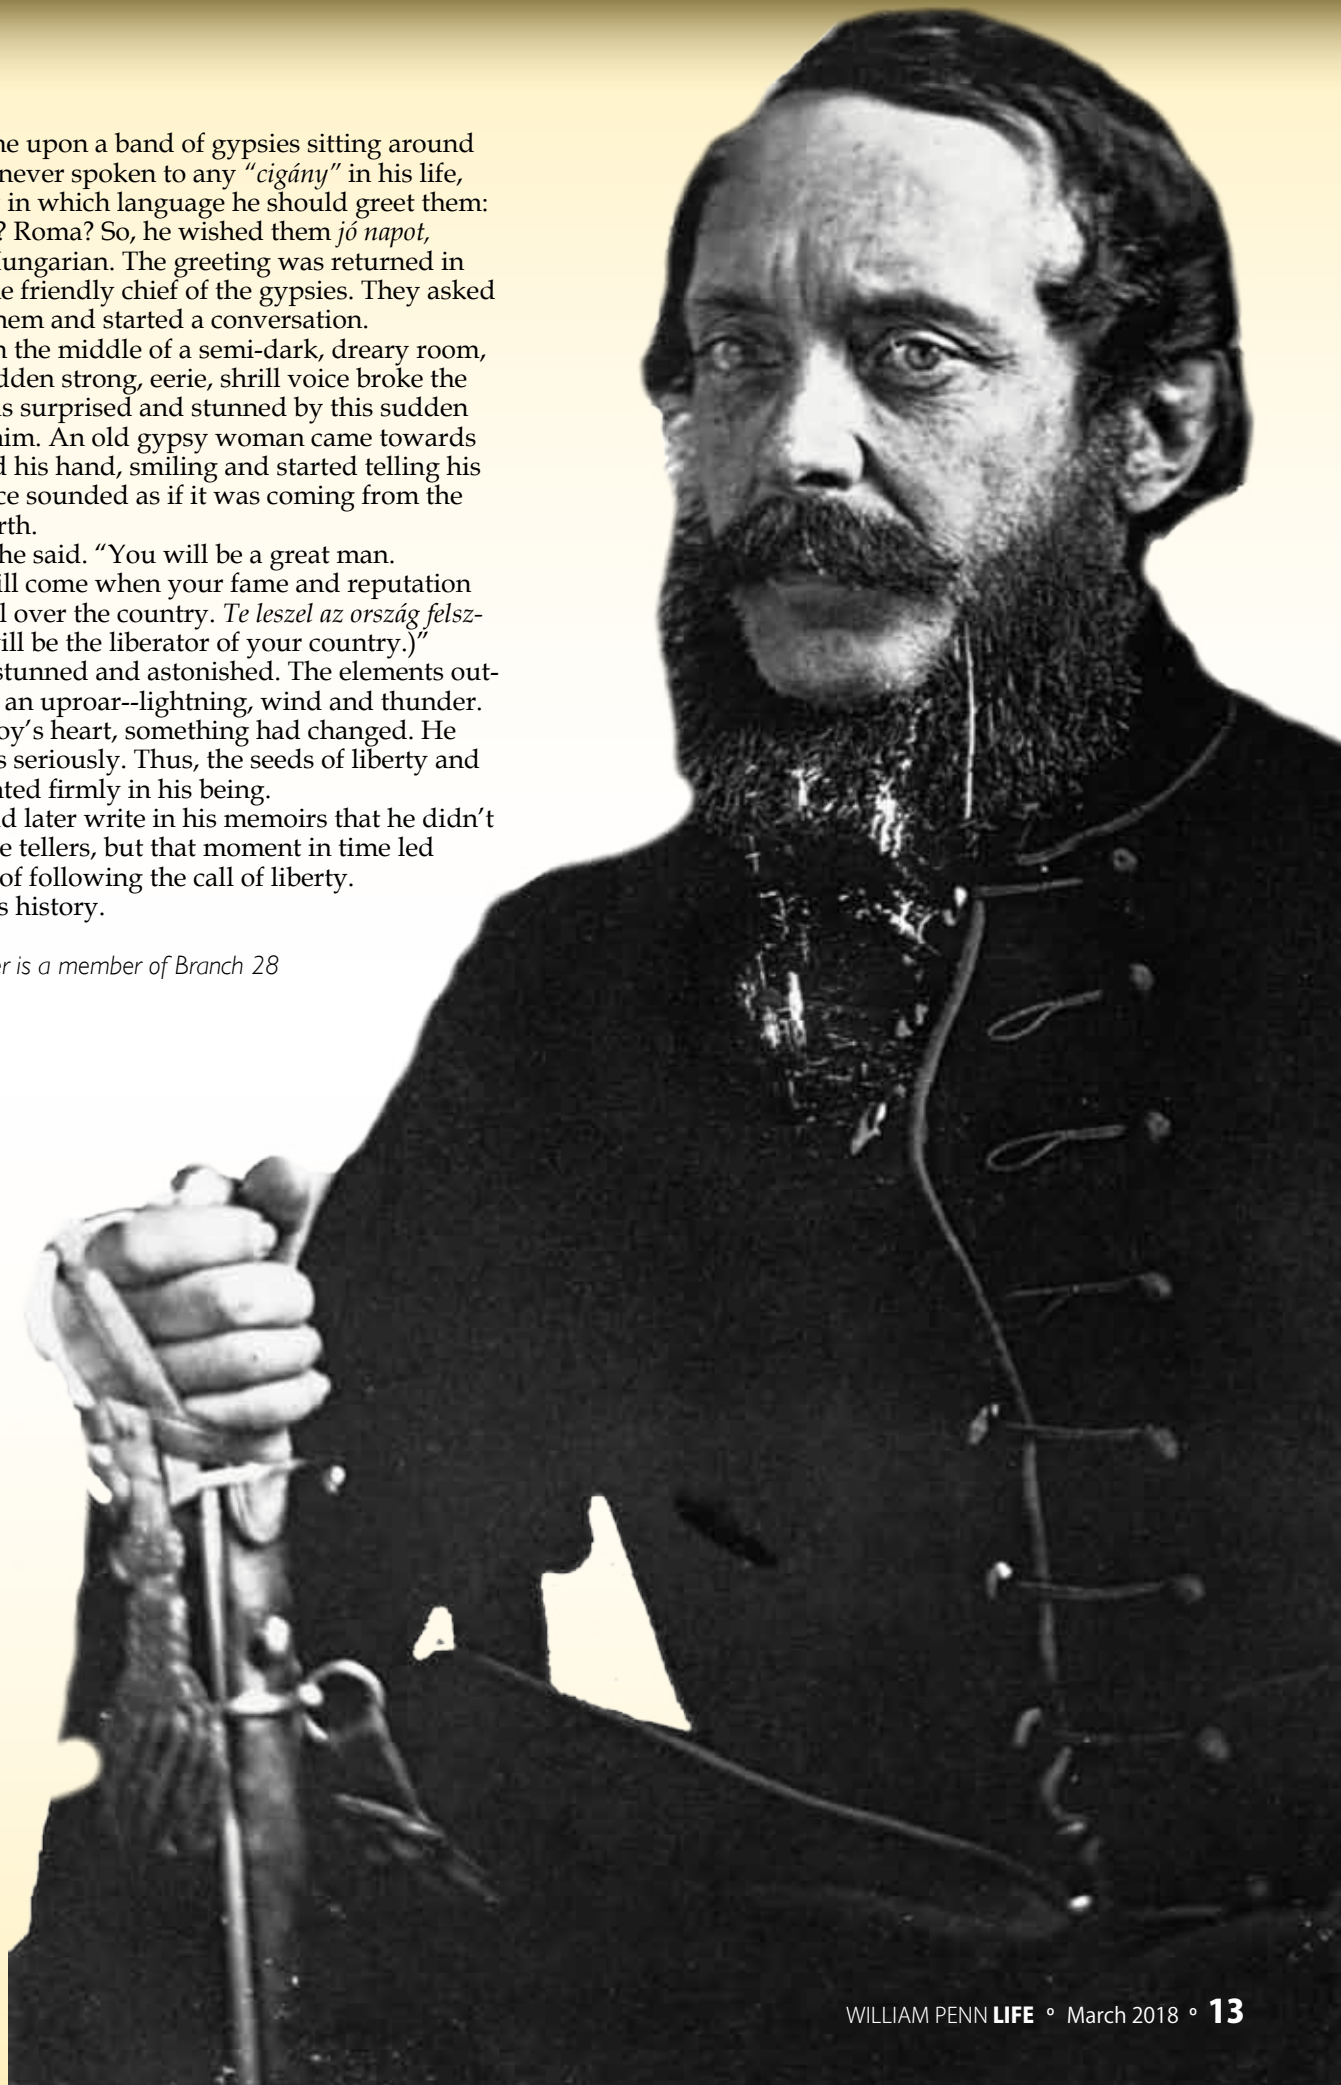 ne upon a band of gypsies sitting around
never spoken to any “cigány” in his life,
in which language he should greet them:
? Roma? So, he wished them jó napot,
ungarian. The greeting was returned in
e friendly chief of the gypsies. They asked
hem and started a conversation.
n the middle of a semi-dark, dreary room,
dden strong, eerie, shrill voice broke the
s surprised and stunned by this sudden
him. An old gypsy woman came towards
d his hand, smiling and started telling his
ce sounded as if it was coming from the
rth.
he said. “You will be a great man.
ill come when your fame and reputation
l over the country. Te leszel az ország felsz-
will be the liberator of your country.)”
stunned and astonished. The elements out-
an uproar--lightning, wind and thunder.
oy’s heart, something had changed. He
s seriously. Thus, the seeds of liberty and
nted firmly in his being.
d later write in his memoirs that he didn’t
e tellers, but that moment in time led
of following the call of liberty.
s history.
er is a member of Branch 28
WILLIAM PENN LIFE ° March 2018 ° 13